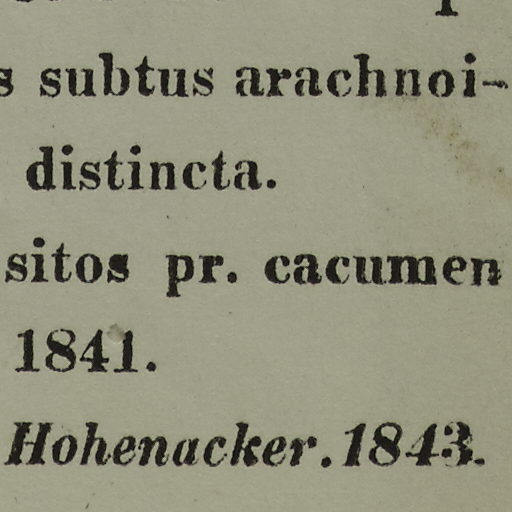 s subtus arachnoi-
distincta.
sitos pr. cacumen
1841.
Hohenacker. 1843.